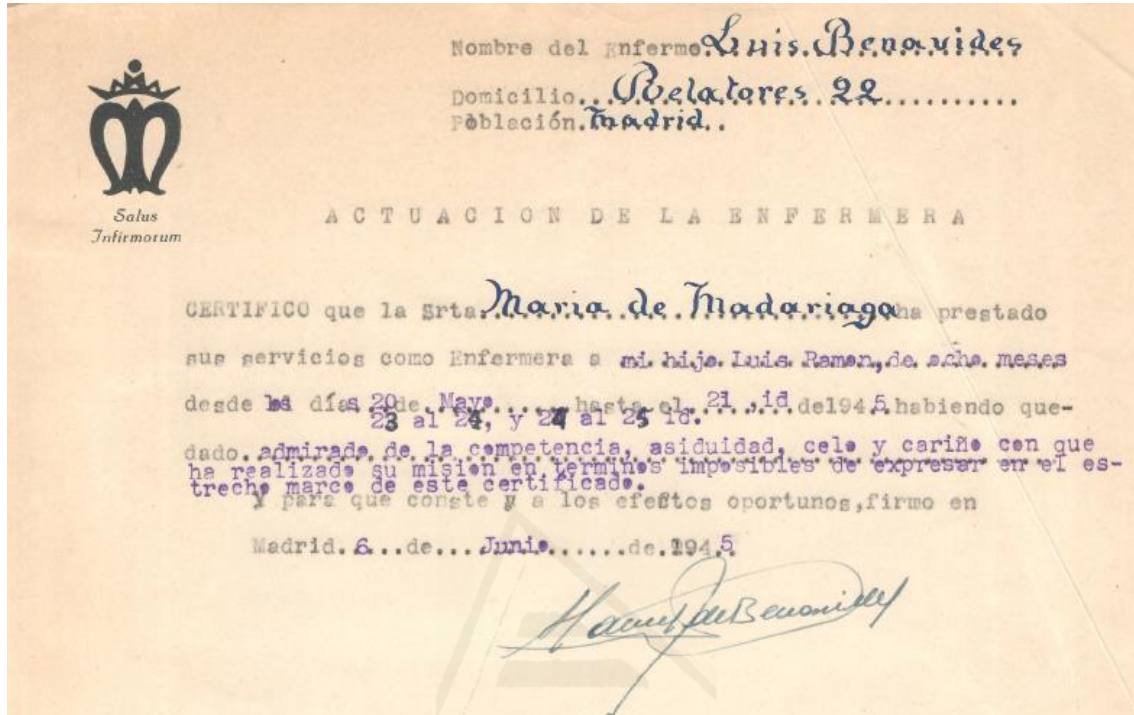 Nombre del Enfermo Luis Benavides
Domicilio... Relatores 22..........
Población. Madrid..
Salus
Infirmorum
ACTUACION DE LA ENFERMERA
CERTIFICO que la Srta. Maria de Madariaga ha prestado
sus servicios como Enfermera a mi hijo Luis Ramon, de ocho meses
desde los días 20 de Mayo hasta el 21 id de 1945 habiendo que-
23 al 24, y 24 al 25 id.
dado admirado de la competencia, asiduidad, celo y cariño con que
ha realizado su mision en terminos imposibles de expresar en el es-
trecho marco de este certificado.
Y para que conste y a los efectos oportunos, firmo en
Madrid. 6...de... Junio......de.1945
de Benavides